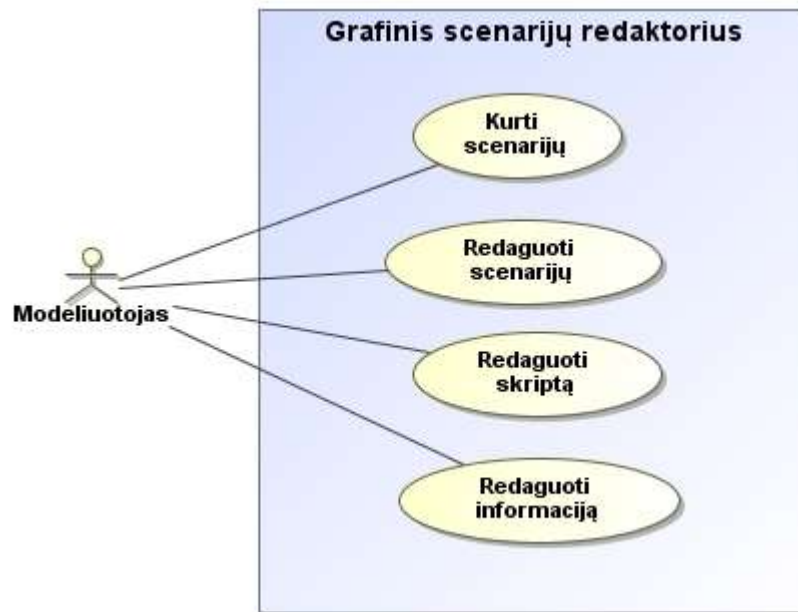 Grafinis scenarijų redaktorius
Kurti
scenarijų
Redaguoti
scenarijų
Modeliuotojas
Redaguoti
skriptą
Redaguoti
informaciją